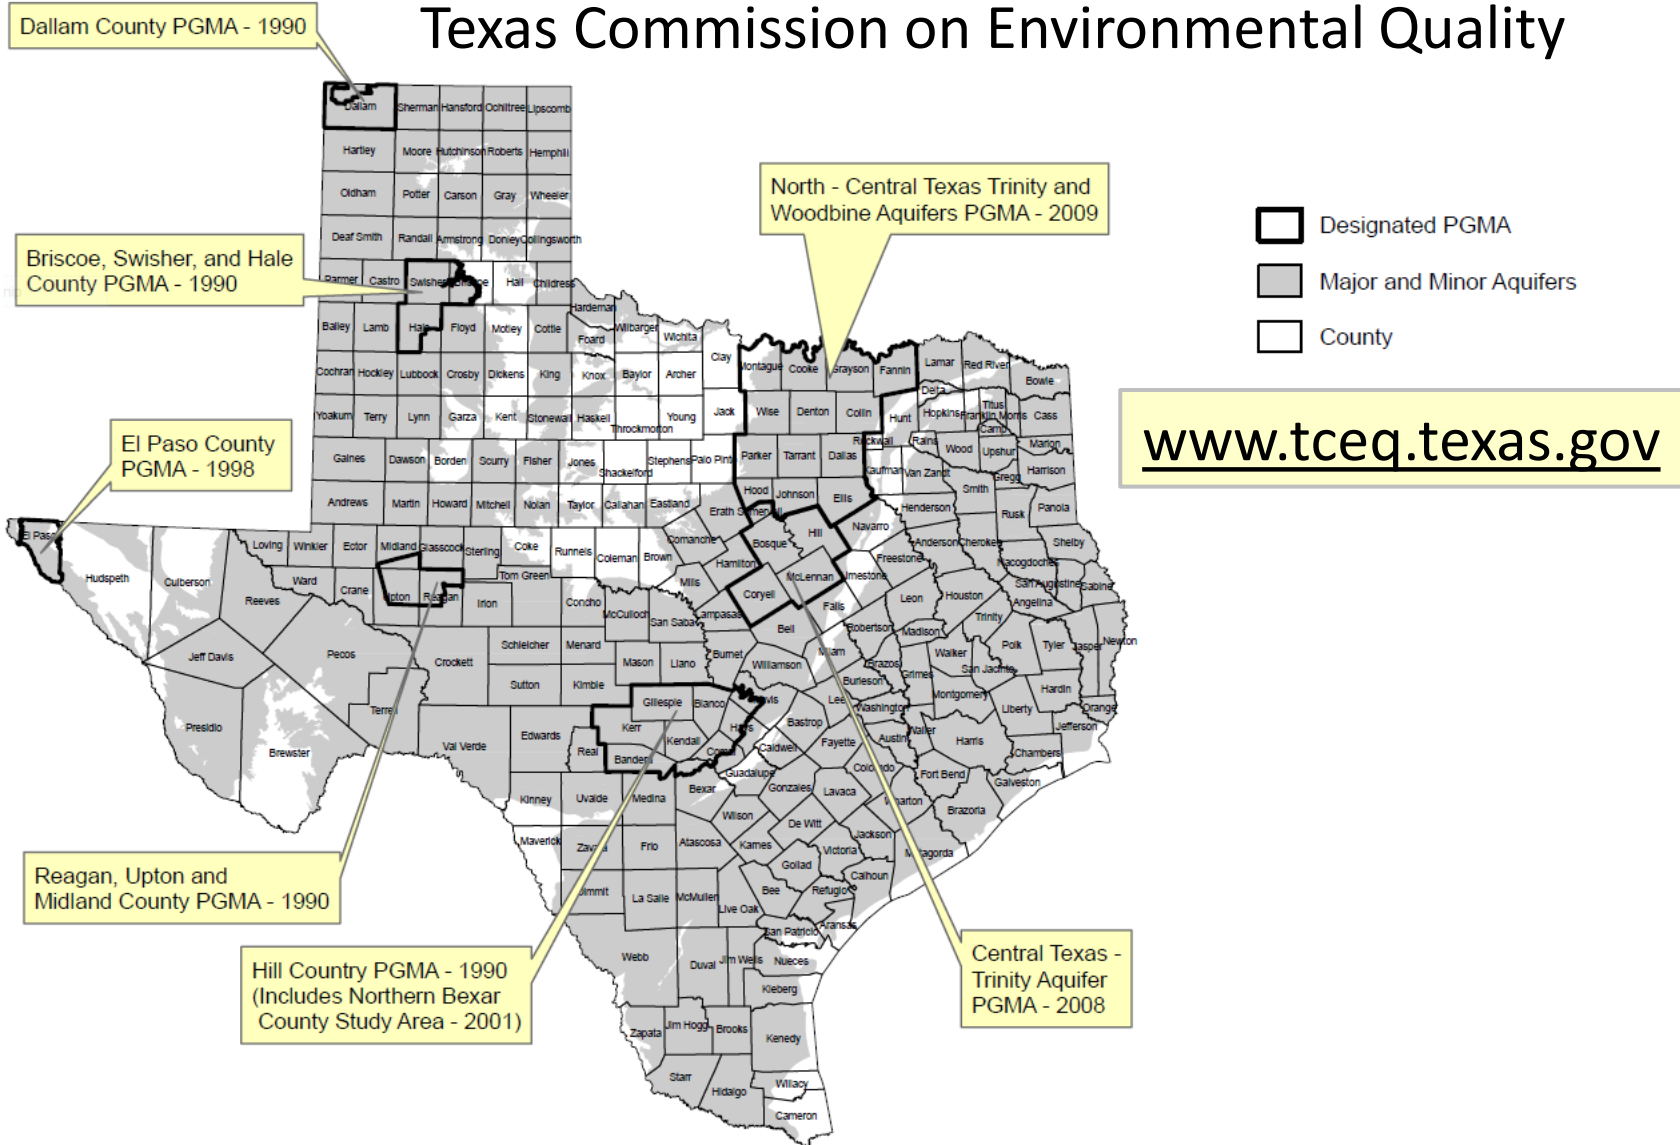 Texas Commission on Environmental Quality
Dallam County PGMA - 1990
North - Central Texas Trinity and
Woodbine Aquifers PGMA - 2009
Designated PGMA
Major and Minor Aquifers
County
www.tceq.texas.gov
Briscoe, Swisher, and Hale
County PGMA - 1990
El Paso County
PGMA - 1998
Reagan, Upton and
Midland County PGMA - 1990
Hill Country PGMA - 1990
(Includes Northern Bexar
County Study Area - 2001)
Central Texas -
Trinity Aquifer
PGMA - 2008
Dallam Sherman Hansford Ochiltree Lipscomb
Hartley Moore Hutchinson Roberts Hemphill
Oldham Potter Carson Gray Wheeler
Deaf Smith Randall Armstrong Donley Collingsworth
Parmer Castro Swisher Hall Childress
Hardeman
Bailey Lamb Hale Floyd Motley Cottle Foard Wilbarger Wichita
Clay Montague Cooke Grayson Fannin Lamar Red River Bowie
Cochran Hockley Lubbock Crosby Dickens King Knox Baylor Archer
Delta
Yoakum Terry Lynn Garza Kent Stonewall Haskell Throckmorton Young Jack Wise Denton Collin Hunt Hopkins Franklin Titus Morris Cass
Camp
Gaines Dawson Borden Scurry Fisher Jones Shackelford Stephens Palo Pinto Parker Tarrant Dallas Rockwall Kaufman Rains Van Zandt Wood Upshur Marion
Gregg Harrison
Andrews Martin Howard Mitchell Nolan Taylor Callahan Eastland Erath Hood Johnson Ellis Henderson Smith Rusk Panola
El Paso Hudspeth Culberson Loving Winkler Ector Midland Glasscock Sterling Coke Runnels Coleman Brown Comanche Bosque Hill Navarro Anderson Cherokee Shelby
Hamilton Freestone Nacogdoches
Ward Crane Upton Reagan Irion Tom Green Concho Mills Coryell McLennan Limestone Leon Houston San Augustine Sabine
Reeves McCulloch San Saba Lampasas Falls Trinity Angelina
Jeff Davis Pecos Crockett Schleicher Menard Mason Llano Burnet Bell Robertson Madison Walker Polk Tyler Jasper Newton
Williamson Milam Brazos Grimes San Jacinto
Sutton Kimble Burleson Montgomery Hardin
Presidio Brewster Terrell Val Verde Edwards Gillespie Blanco Travis Lee Washington Liberty Orange
Real Kerr Kendall Hays Bastrop Fayette Austin Waller Harris Jefferson
Bandera Comal Caldwell Chambers
Guadalupe Colorado Fort Bend Galveston
Kinney Uvalde Medina Bexar Gonzales Lavaca Wharton Brazoria
Wilson De Witt
Maverick Zavala Frio Atascosa Karnes Victoria Jackson Matagorda
Goliad Calhoun
Dimmit La Salle McMullen Live Oak Bee Refugio
Aransas
San Patricio
Webb Duval Jim Wells Nueces
Kleberg
Zapata Jim Hogg Brooks Kenedy
Starr Hidalgo Willacy
Cameron